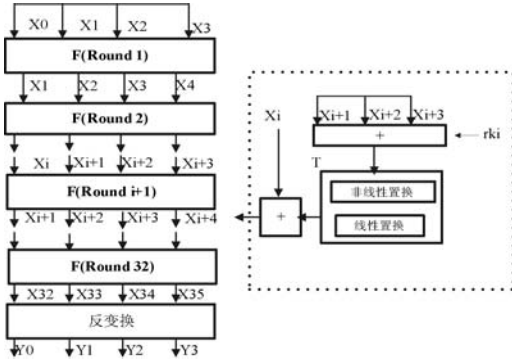 X0 X1 X2 X3
F(Round 1)
X1 X2 X3 X4
F(Round 2)
Xi Xi+1 Xi+2 Xi+3
F(Round i+1)
Xi+1 Xi+2 Xi+3 Xi+4
F(Round 32)
X32 X33 X34 X35
反变换
Y0 Y1 Y2 Y3
Xi
Xi+1 Xi+2 Xi+3
+
rki
T
非线性置换
线性置换
+